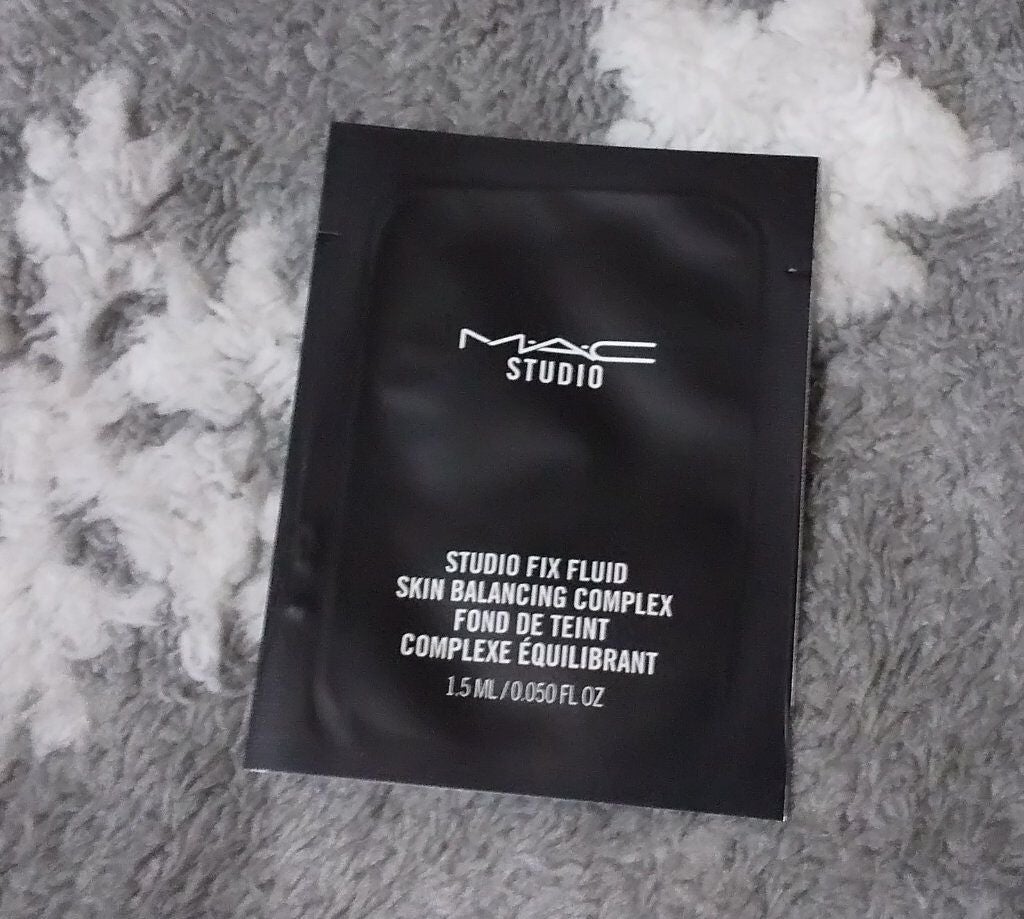 M·A·C
STUDIO
STUDIO FIX FLUID
SKIN BALANCING COMPLEX
FOND DE TEINT
COMPLEXE ÉQUILIBRANT
1.5 ML/0.050 FL OZ